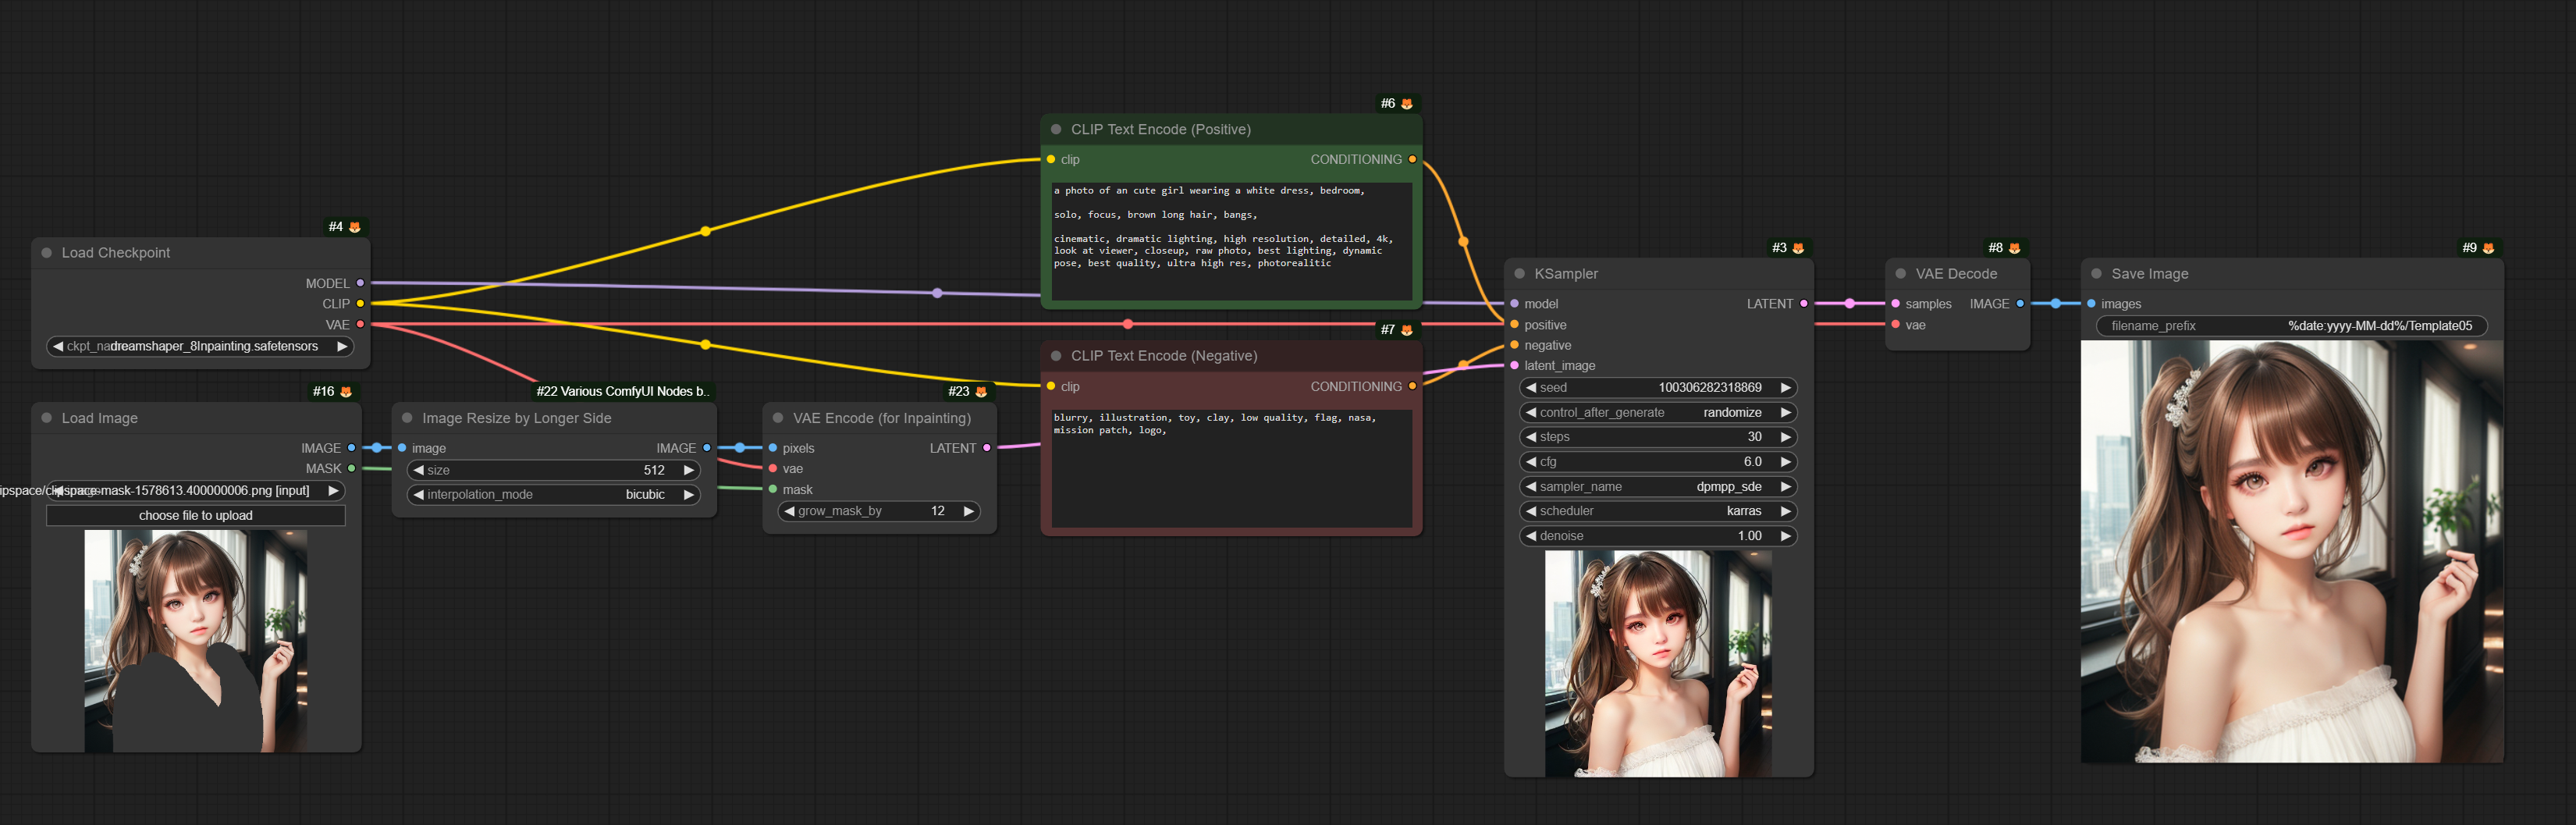 #4
Load Checkpoint
MODEL
CLIP
VAE
dreamshaper_8Inpainting.safetensors
#16
Load Image
IMAGE
MASK
mask-1578613.400000006.png [input]
choose file to upload
#22 Various ComfyUI Nodes b..
Image Resize by Longer Side
image IMAGE
size 512
interpolation_mode bicubic
#23
VAE Encode (for Inpainting)
pixels LATENT
vae
mask
grow_mask_by 12
#6
CLIP Text Encode (Positive)
clip CONDITIONING
a photo of an cute girl wearing a white dress, bedroom,
solo, focus, brown long hair, bangs,
cinematic, dramatic lighting, high resolution, detailed, 4k,
look at viewer, closeup, raw photo, best lighting, dynamic
pose, best quality, ultra high res, photorealitic
#7
CLIP Text Encode (Negative)
clip CONDITIONING
blurry, illustration, toy, clay, low quality, flag, nasa,
mission patch, logo,
#3
KSampler
model LATENT
positive
negative
latent_image
seed 100306282318869
control_after_generate randomize
steps 30
cfg 6.0
sampler_name dpmpp_sde
scheduler karras
denoise 1.00
#8
VAE Decode
samples IMAGE
vae
#9
Save Image
images
filename_prefix %date:yyyy-MM-dd%/Template05